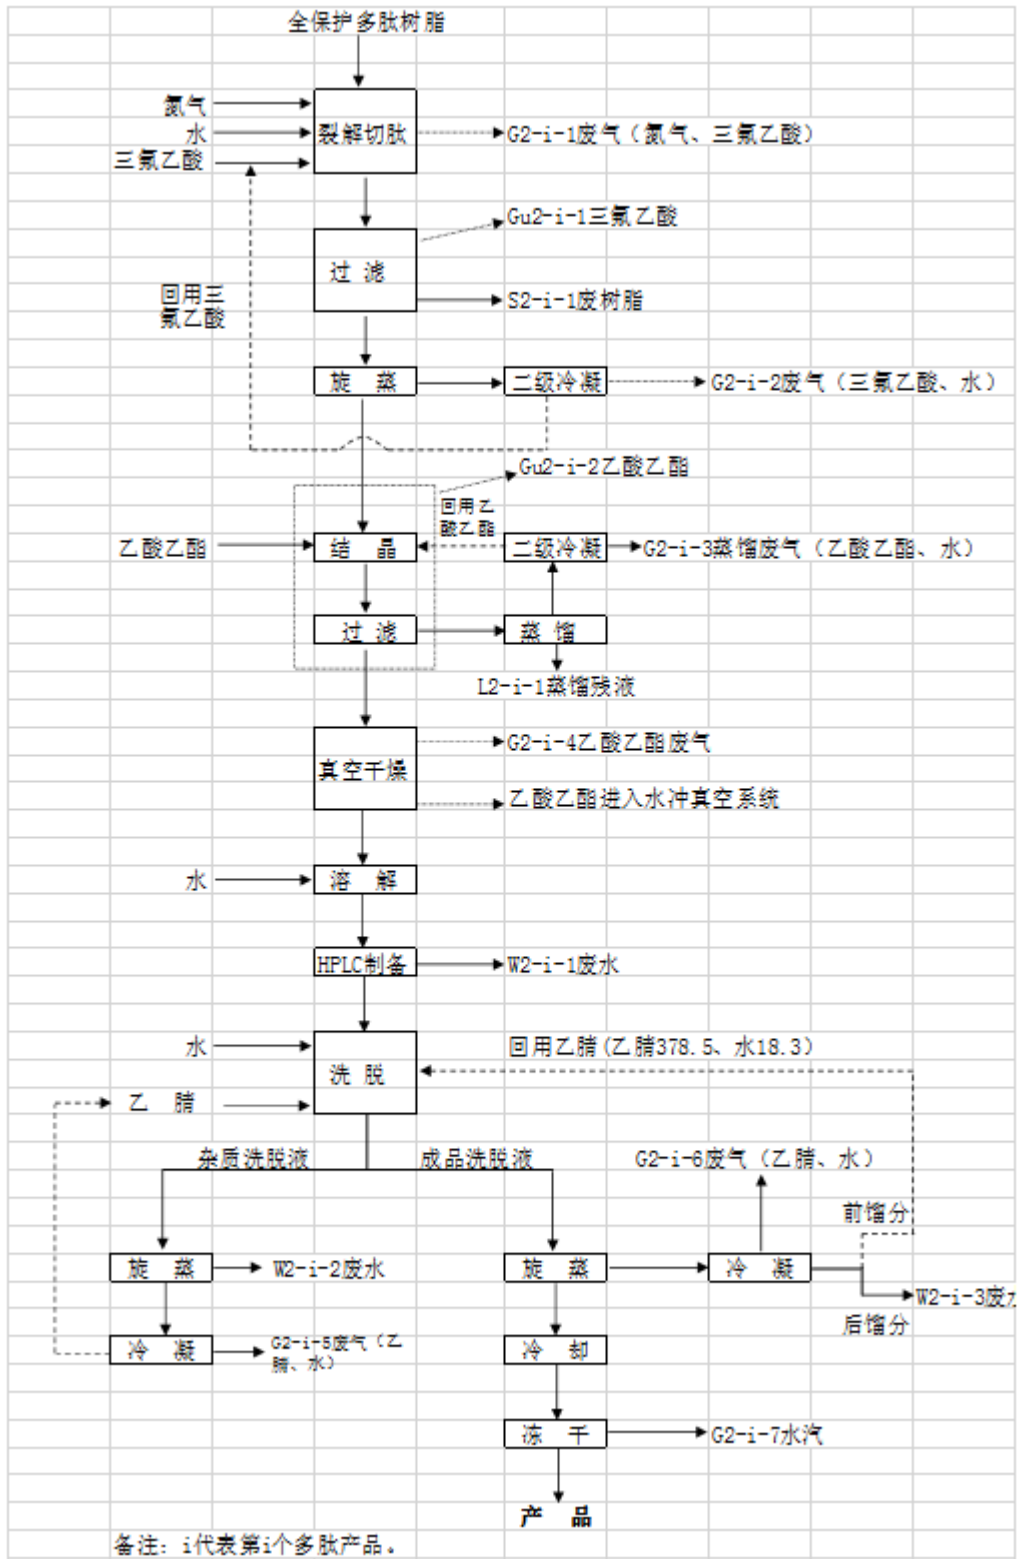 全保护多肽树脂
氮气
水
三氟乙酸
裂解切肽
G2-i-1废气（氮气、三氟乙酸）
Gu2-i-1三氟乙酸
过 滤
S2-i-1废树脂
回用三
氟乙酸
旋 蒸
二级冷凝
G2-i-2废气（三氟乙酸、水）
Gu2-i-2乙酸乙酯
回用乙
酸乙酯
乙酸乙酯
结 晶
二级冷凝
G2-i-3蒸馏废气（乙酸乙酯、水）
过 滤
蒸 馏
L2-i-1蒸馏残液
G2-i-4乙酸乙酯废气
真空干燥
乙酸乙酯进入水冲真空系统
水
溶 解
HPLC制备
W2-i-1废水
水
回用乙腈(乙腈378.5、水18.3)
洗 脱
乙 腈
杂质洗脱液
成品洗脱液
G2-i-6废气（乙腈、水）
前馏分
旋 蒸
W2-i-2废水
旋 蒸
冷 凝
W2-i-3废水
后馏分
冷 凝
G2-i-5废气（乙
腈、水）
冷 却
冻 干
G2-i-7水汽
产 品
备注：i代表第i个多肽产品。